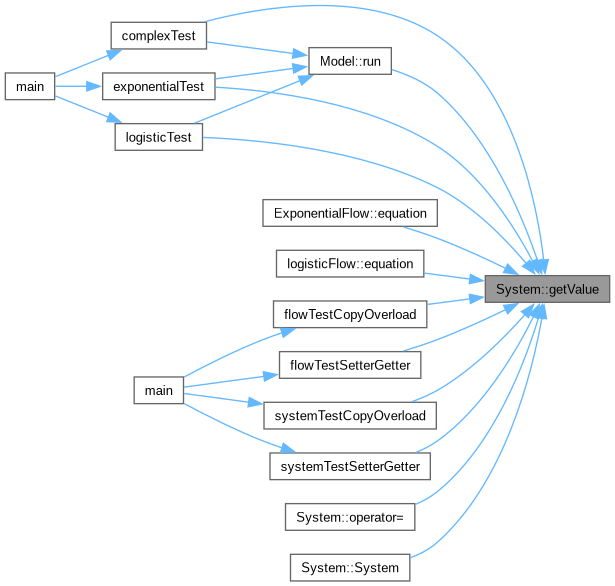 complexTest
Model::run
main
exponentialTest
logisticTest
ExponentialFlow::equation
logisticFlow::equation
System::getValue
flowTestCopyOverload
flowTestSetterGetter
main
systemTestCopyOverload
systemTestSetterGetter
System::operator=
System::System